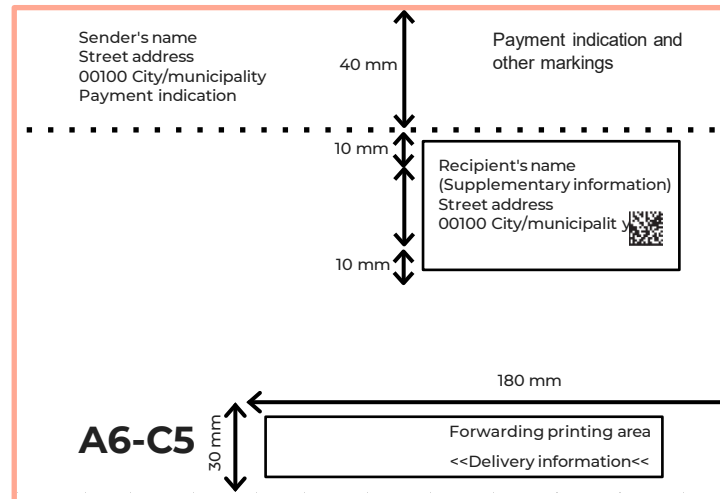 Sender's name
Street address
00100 City/municipality
Payment indication
40 mm
Payment indication and
other markings
10 mm
Recipient's name
(Supplementary information)
Street address
00100 City/municipalit y
10 mm
180 mm
A6-C5
30 mm
Forwarding printing area
<<Delivery information<<